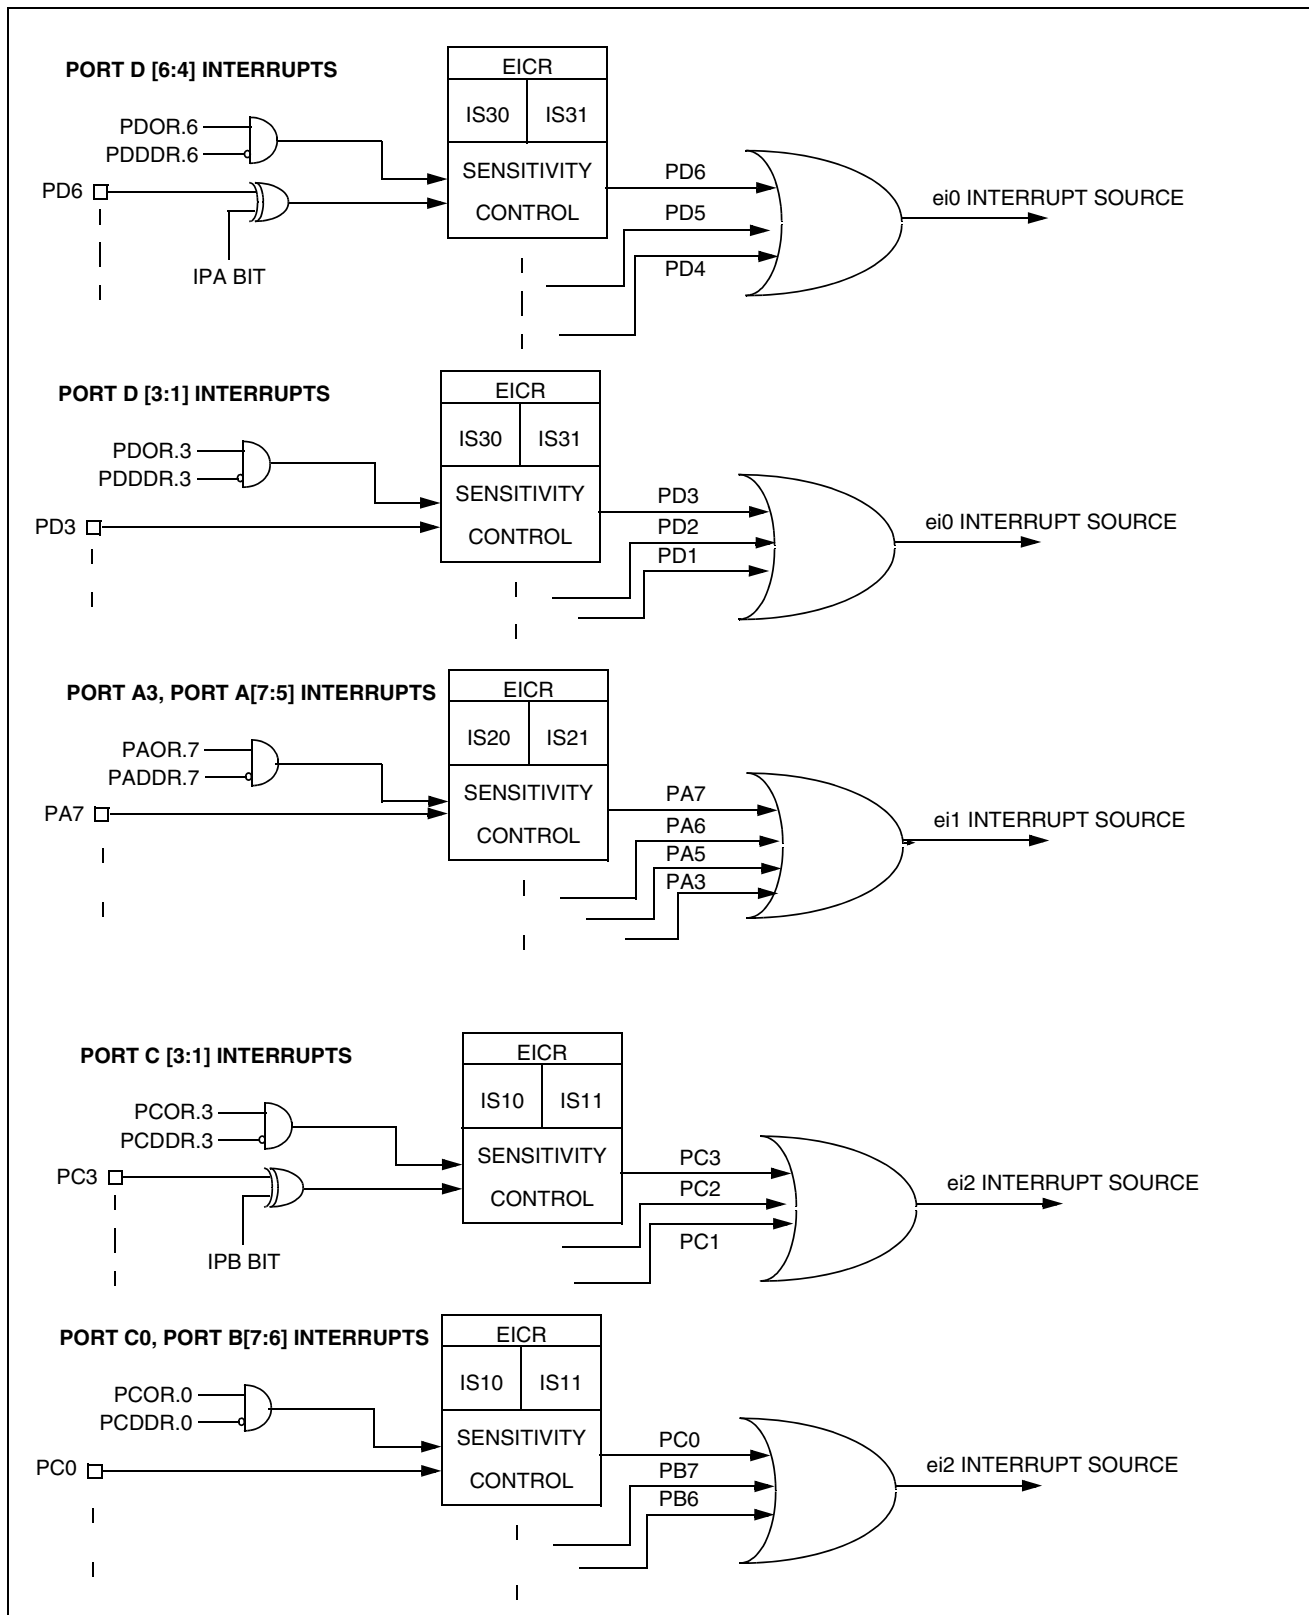 PORT D [6:4] INTERRUPTS
EICR
IS30 IS31
PDOR.6
PDDDR.6
SENSITIVITY
CONTROL
PD6
IPA BIT
PD6
PD5
PD4
ei0 INTERRUPT SOURCE
PORT D [3:1] INTERRUPTS
EICR
IS30 IS31
PDOR.3
PDDDR.3
SENSITIVITY
CONTROL
PD3
PD3
PD2
PD1
ei0 INTERRUPT SOURCE
PORT A3, PORT A[7:5] INTERRUPTS
EICR
IS20 IS21
PAOR.7
PADDR.7
SENSITIVITY
CONTROL
PA7
PA7
PA6
PA5
PA3
ei1 INTERRUPT SOURCE
PORT C [3:1] INTERRUPTS
EICR
IS10 IS11
PCOR.3
PCDDR.3
SENSITIVITY
CONTROL
PC3
IPB BIT
PC3
PC2
PC1
ei2 INTERRUPT SOURCE
PORT C0, PORT B[7:6] INTERRUPTS
EICR
IS10 IS11
PCOR.0
PCDDR.0
SENSITIVITY
CONTROL
PC0
PC0
PB7
PB6
ei2 INTERRUPT SOURCE